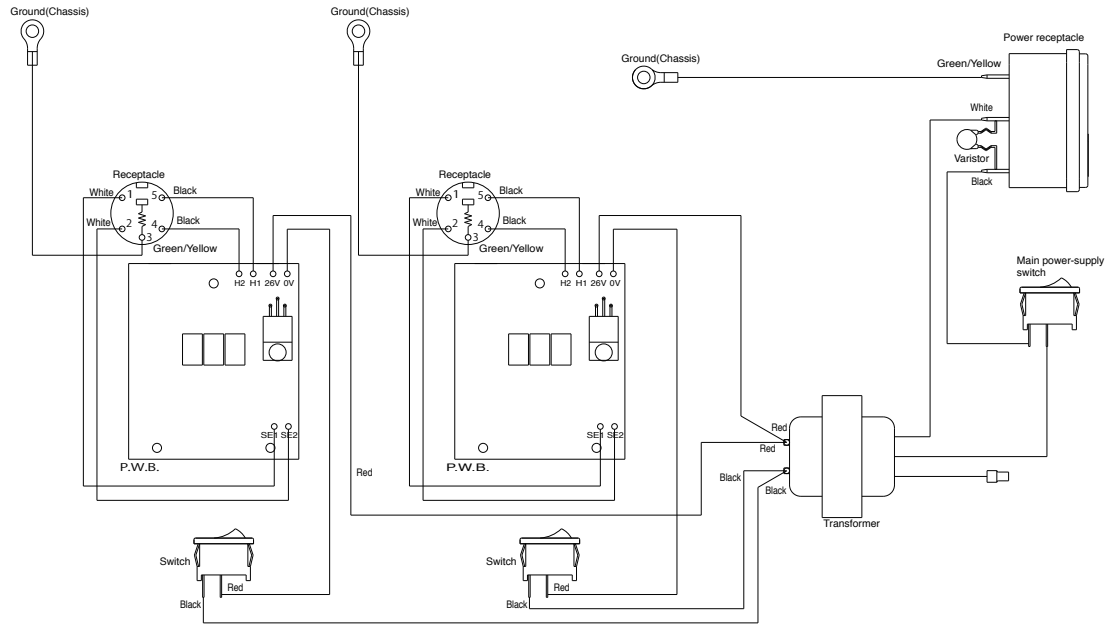 Ground(Chassis)
Ground(Chassis)
Power receptacle
Ground(Chassis)
Green/Yellow
White
Varistor
Black
Receptacle
White
1
5
Black
White
2
4
Black
3
Green/Yellow
H2 H1 26V 0V
SE1 SE2
P.W.B.
Receptacle
White
1
5
Black
White
2
4
Black
3
Green/Yellow
H2 H1 26V 0V
SE1 SE2
P.W.B.
Main power-supply
switch
Red
Red
Red
Black
Black
Transformer
Switch
Red
Black
Switch
Red
Black